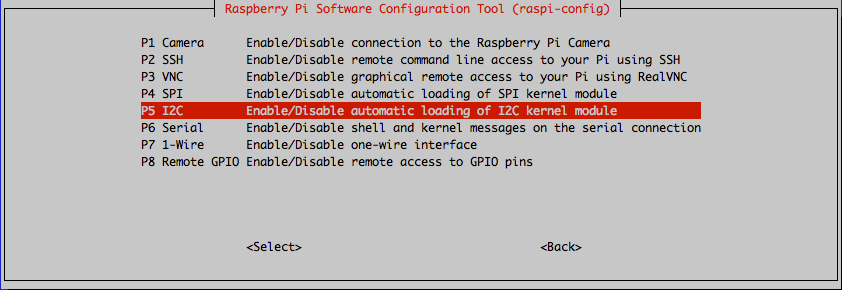 Raspberry Pi Software Configuration Tool (raspi-config)
P1 Camera Enable/Disable connection to the Raspberry Pi Camera
P2 SSH Enable/Disable remote command line access to your Pi using SSH
P3 VNC Enable/Disable graphical remote access to your Pi using RealVNC
P4 SPI Enable/Disable automatic loading of SPI kernel module
P5 I2C Enable/Disable automatic loading of I2C kernel module
P6 Serial Enable/Disable shell and kernel messages on the serial connection
P7 1-Wire Enable/Disable one-wire interface
P8 Remote GPIO Enable/Disable remote access to GPIO pins
<Select> <Back>